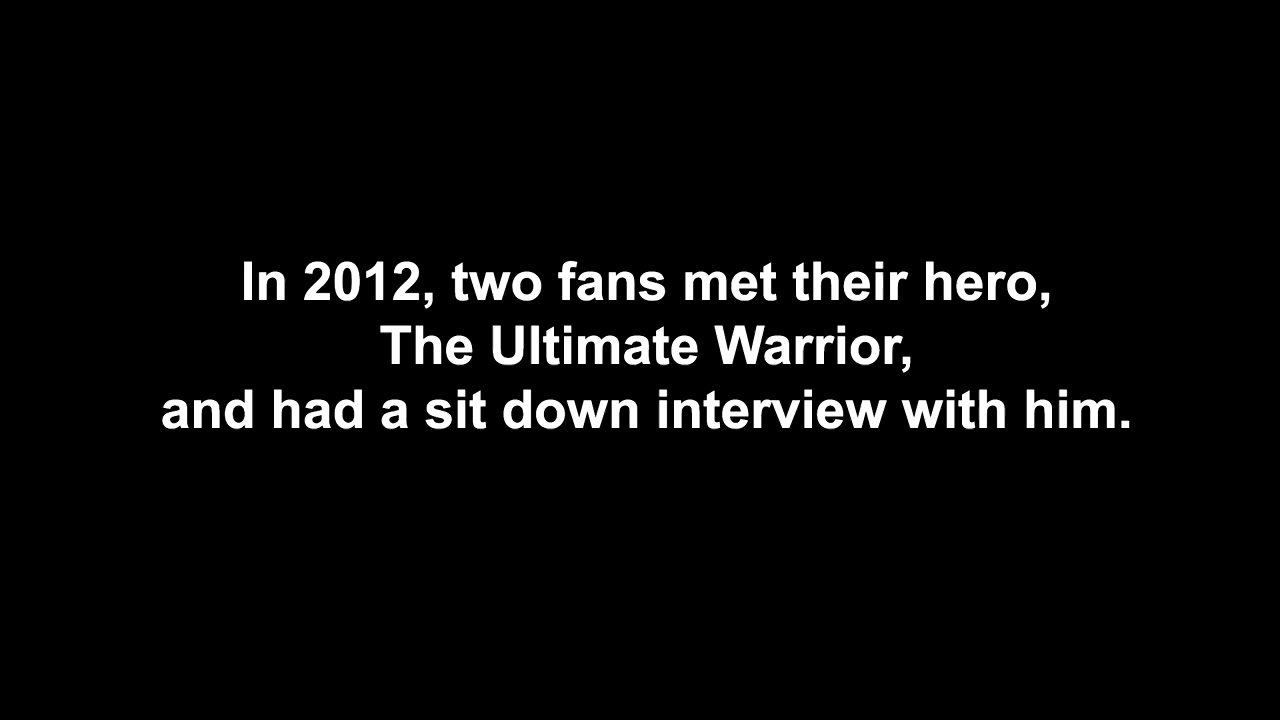 In 2012, two fans met their hero,
The Ultimate Warrior,
and had a sit down interview with him.